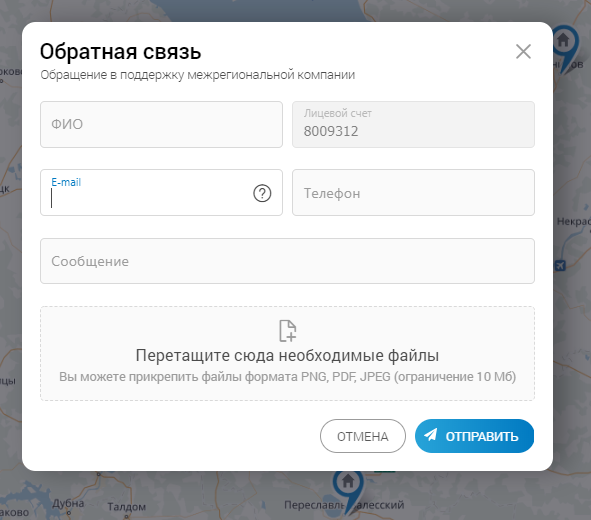 Обратная связь
Обращение в поддержку межрегиональной компании
ФИО
Лицевой счет
8009312
E-mail
Телефон
Сообщение
Перетащите сюда необходимые файлы
Вы можете прикрепить файлы формата PNG, PDF, JPEG (ограничение 10 Мб)
ОТМЕНА
ОТПРАВИТЬ
Некрас
Дубна
Талдом
Переславль-Залесский